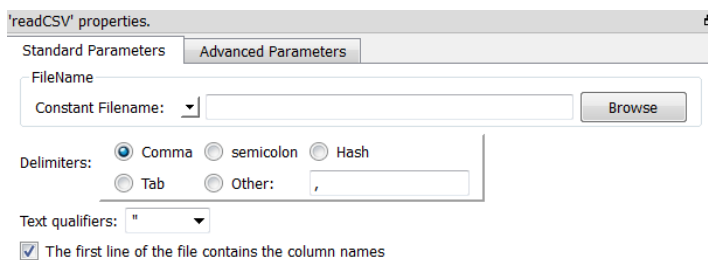 'readCSV' properties.
Standard Parameters Advanced Parameters
FileName
Constant Filename: Browse
Delimiters: Comma semicolon Hash
Tab Other: ,
Text qualifiers: "
The first line of the file contains the column names